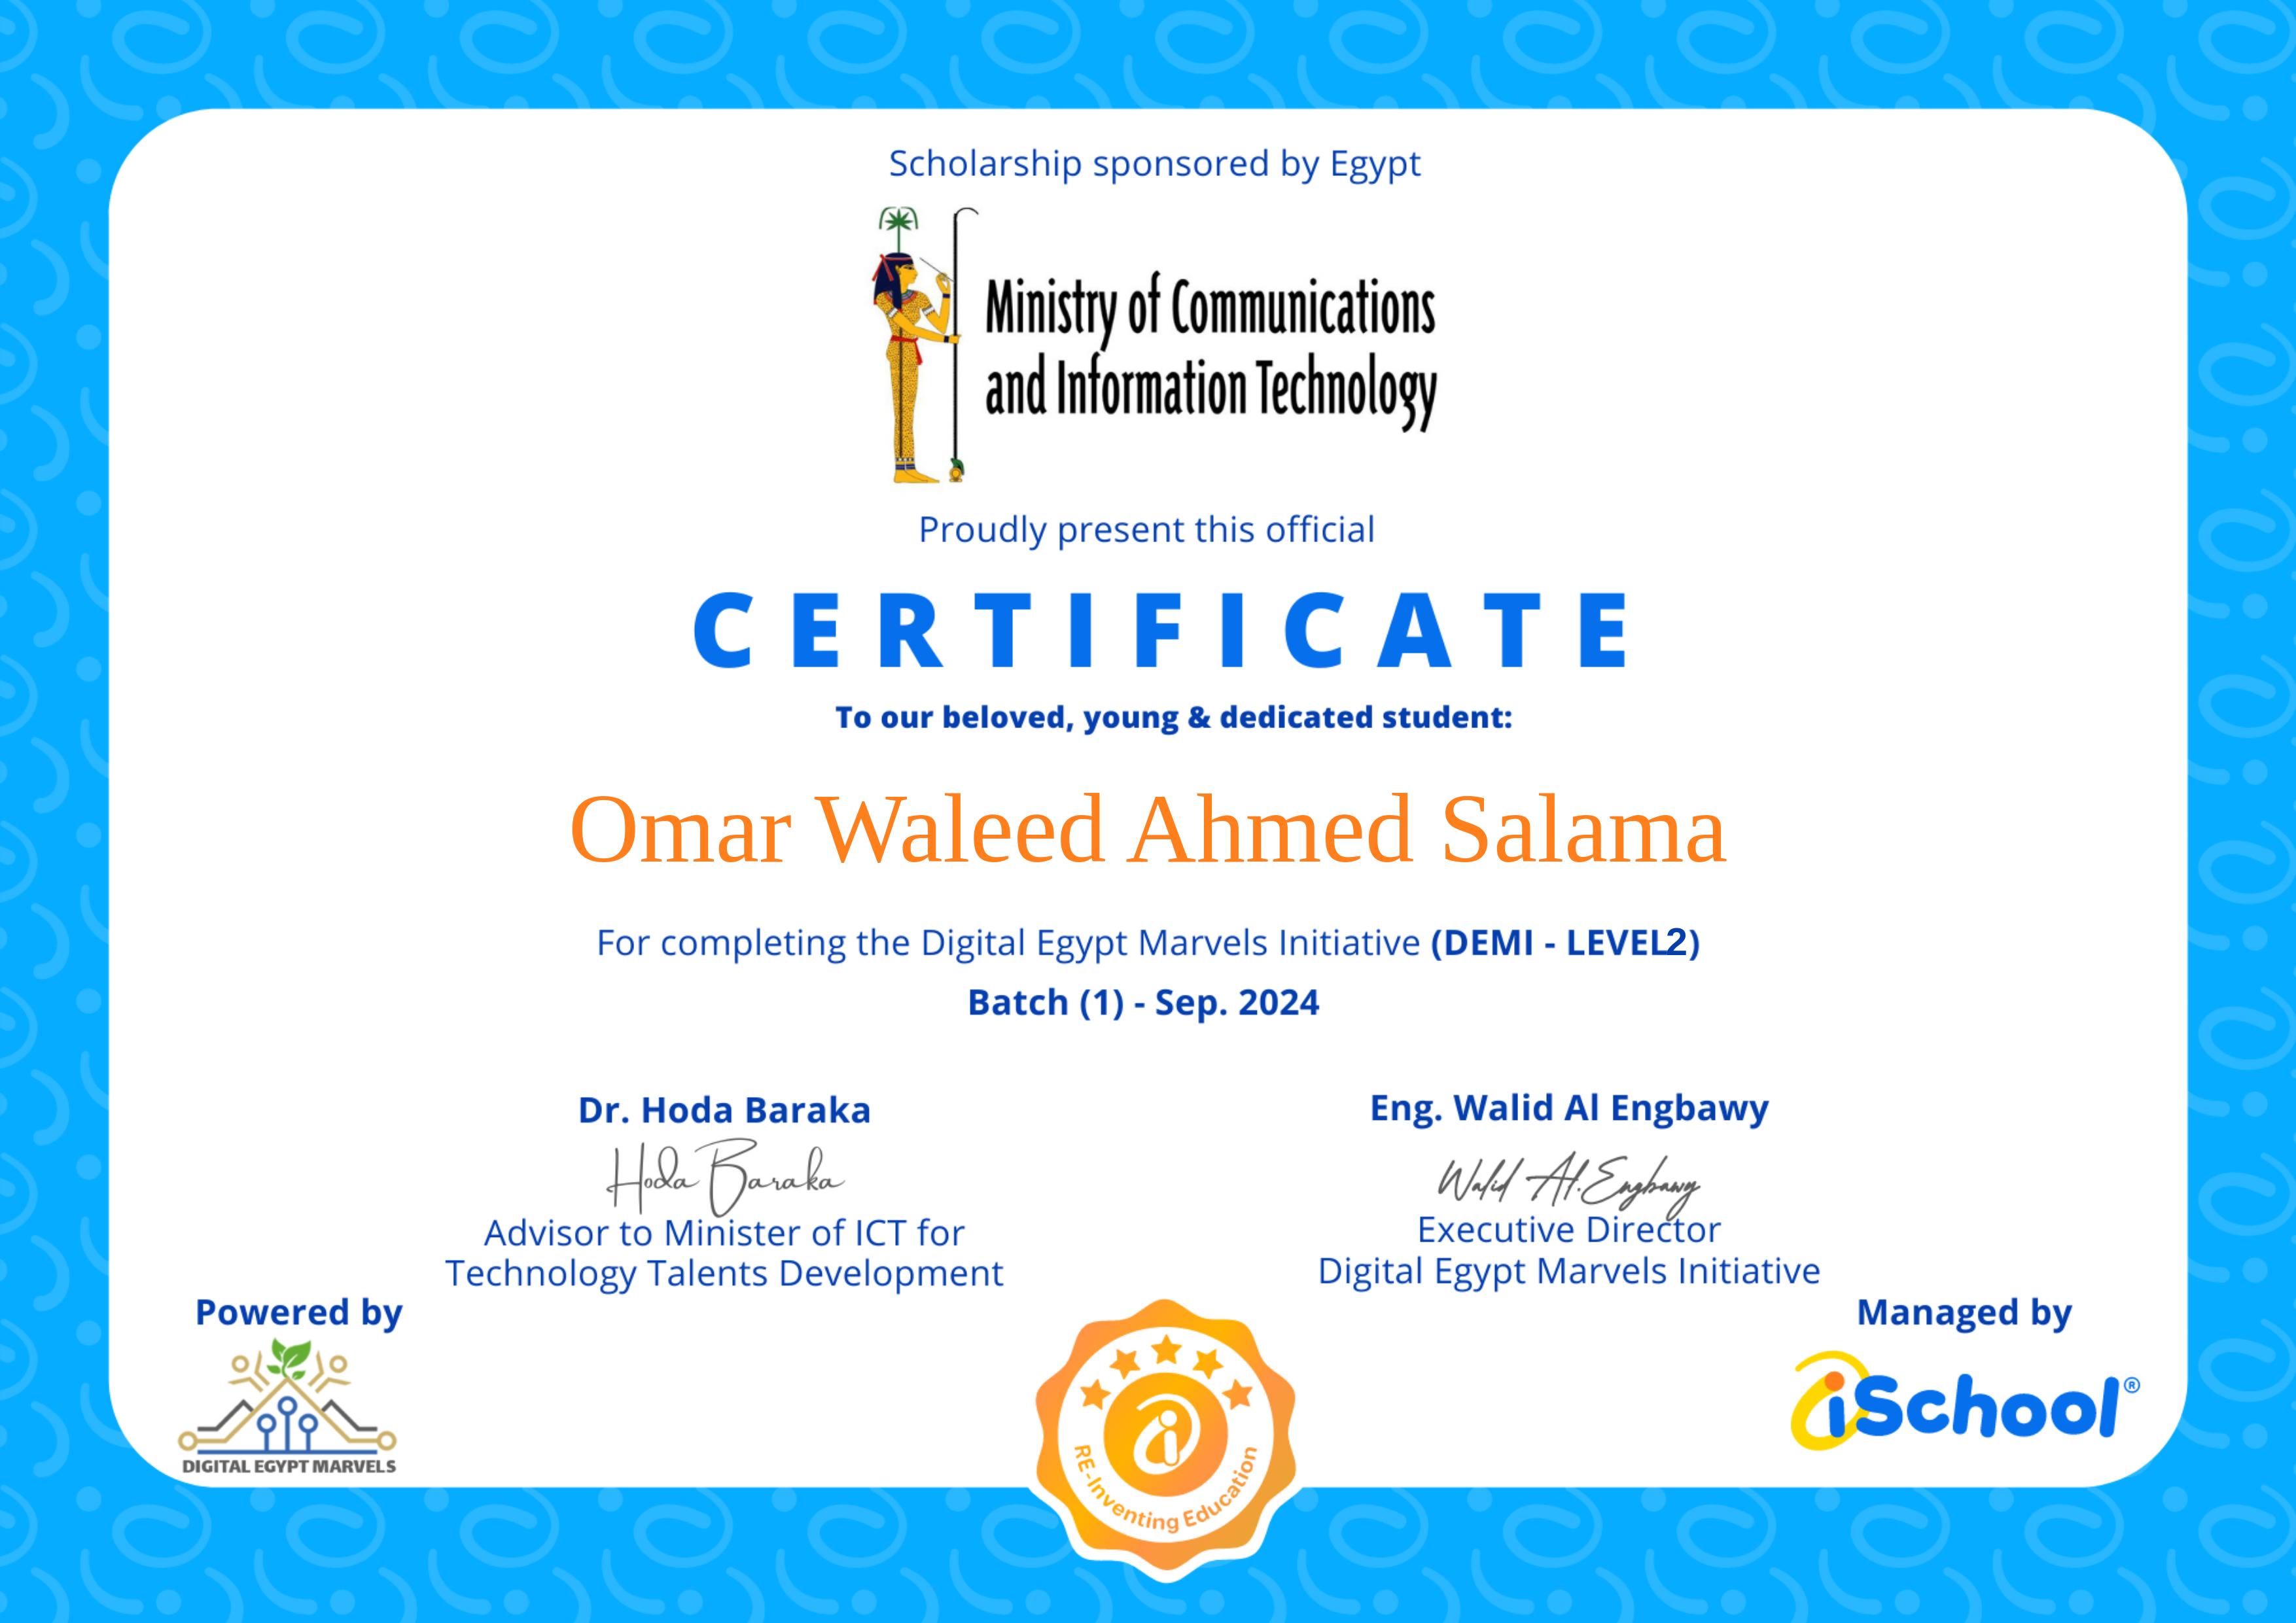 Scholarship sponsored by Egypt
Ministry of Communications
and Information Technology
Proudly present this official
CERTIFICATE
To our beloved, young & dedicated student:
Omar Waleed Ahmed Salama
For completing the Digital Egypt Marvels Initiative (DEMI - LEVEL2)
Batch (1) - Sep. 2024
Dr. Hoda Baraka
Hoda Baraka
Advisor to Minister of ICT for
Technology Talents Development
Eng. Walid Al Engbawy
Walid Al.Engbawy
Executive Director
Digital Egypt Marvels Initiative
Powered by
DIGITAL EGYPT MARVELS
RE-Inventing Education
Managed by
iSchool®